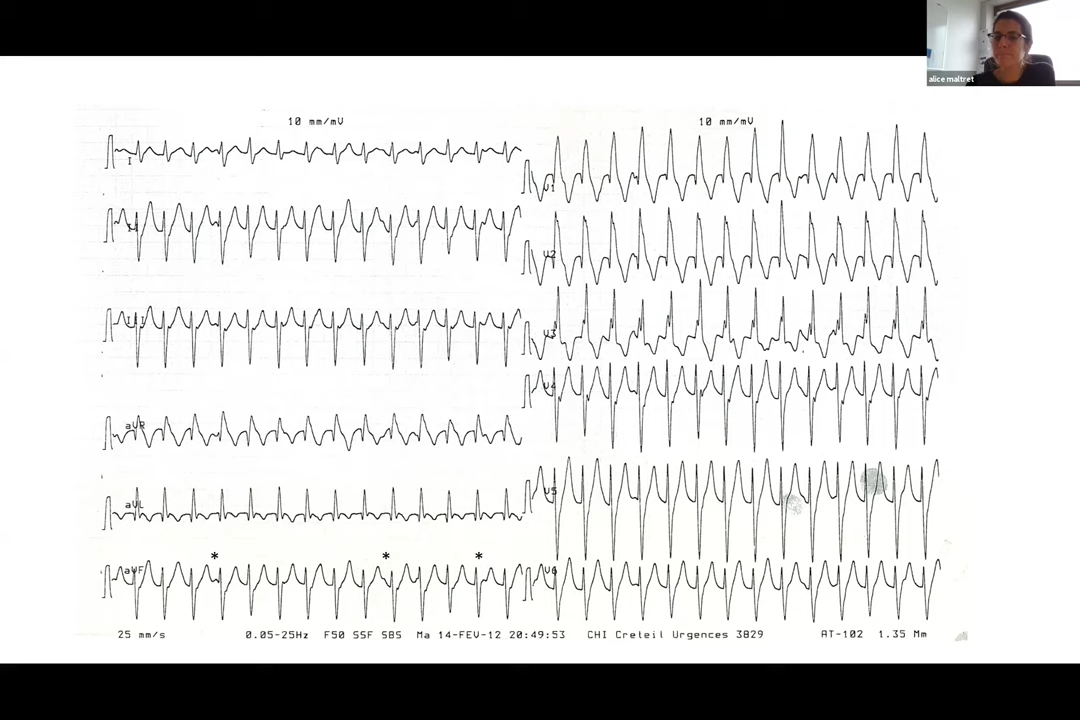 alice maltret
10 mm/mV
10 mm/mV
I
V1
II
V2
III
V3
V4
aVR
aVL
V5
* * *
aVF
V6
25 mm/s 0.05-25Hz F50 SSF SBS Ma 14-FEV-12 20:49:53 CHI Creteil Urgences 3829 AT-102 1.35 Mm